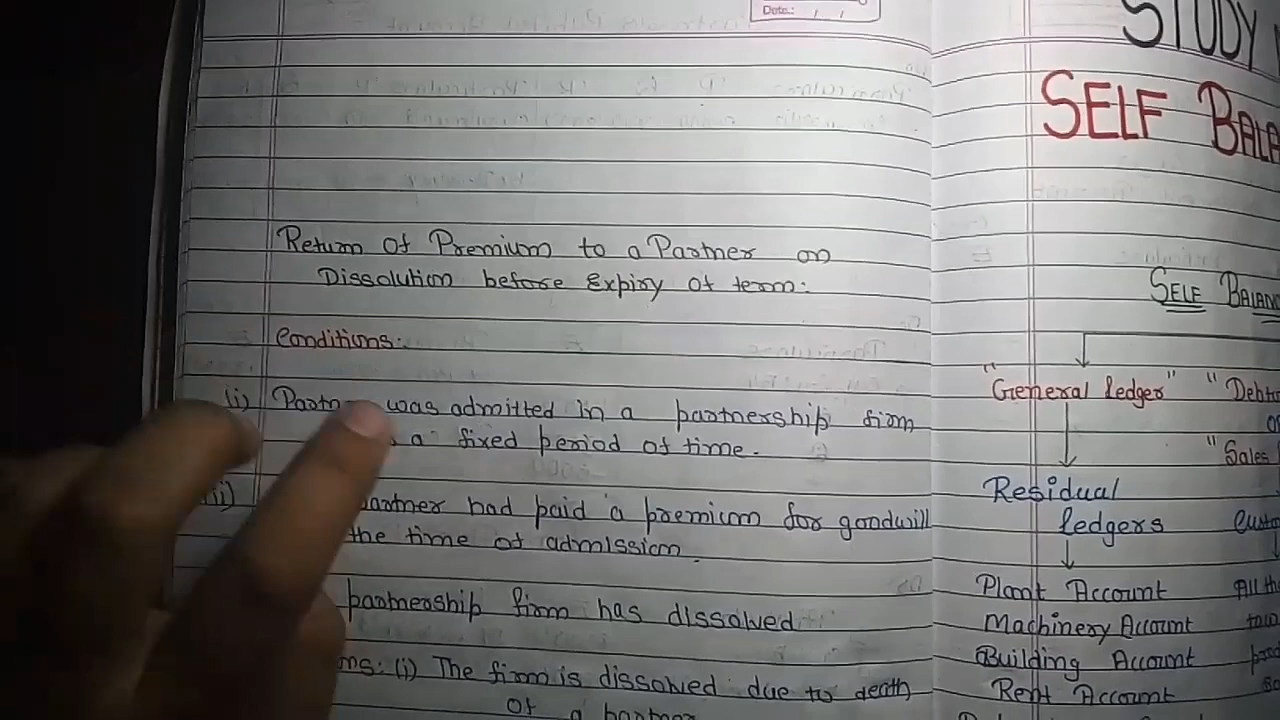 Date: / /
Return Of Premium to a Partner on
Dissolution before Expiry Of term:
Conditions:
(i) was admitted in a partnership firm
a fixed period of time.
had paid a premium for goodwill
the time of admission
partnership firm has dissolved
(i) The firm is dissolved due to death
Of a partner
STUDY
SELF
SELF
"General ledger"
Residual
ledgers
Plant Account
Machinery Account
Building Account
Rent Account
"Sales
All